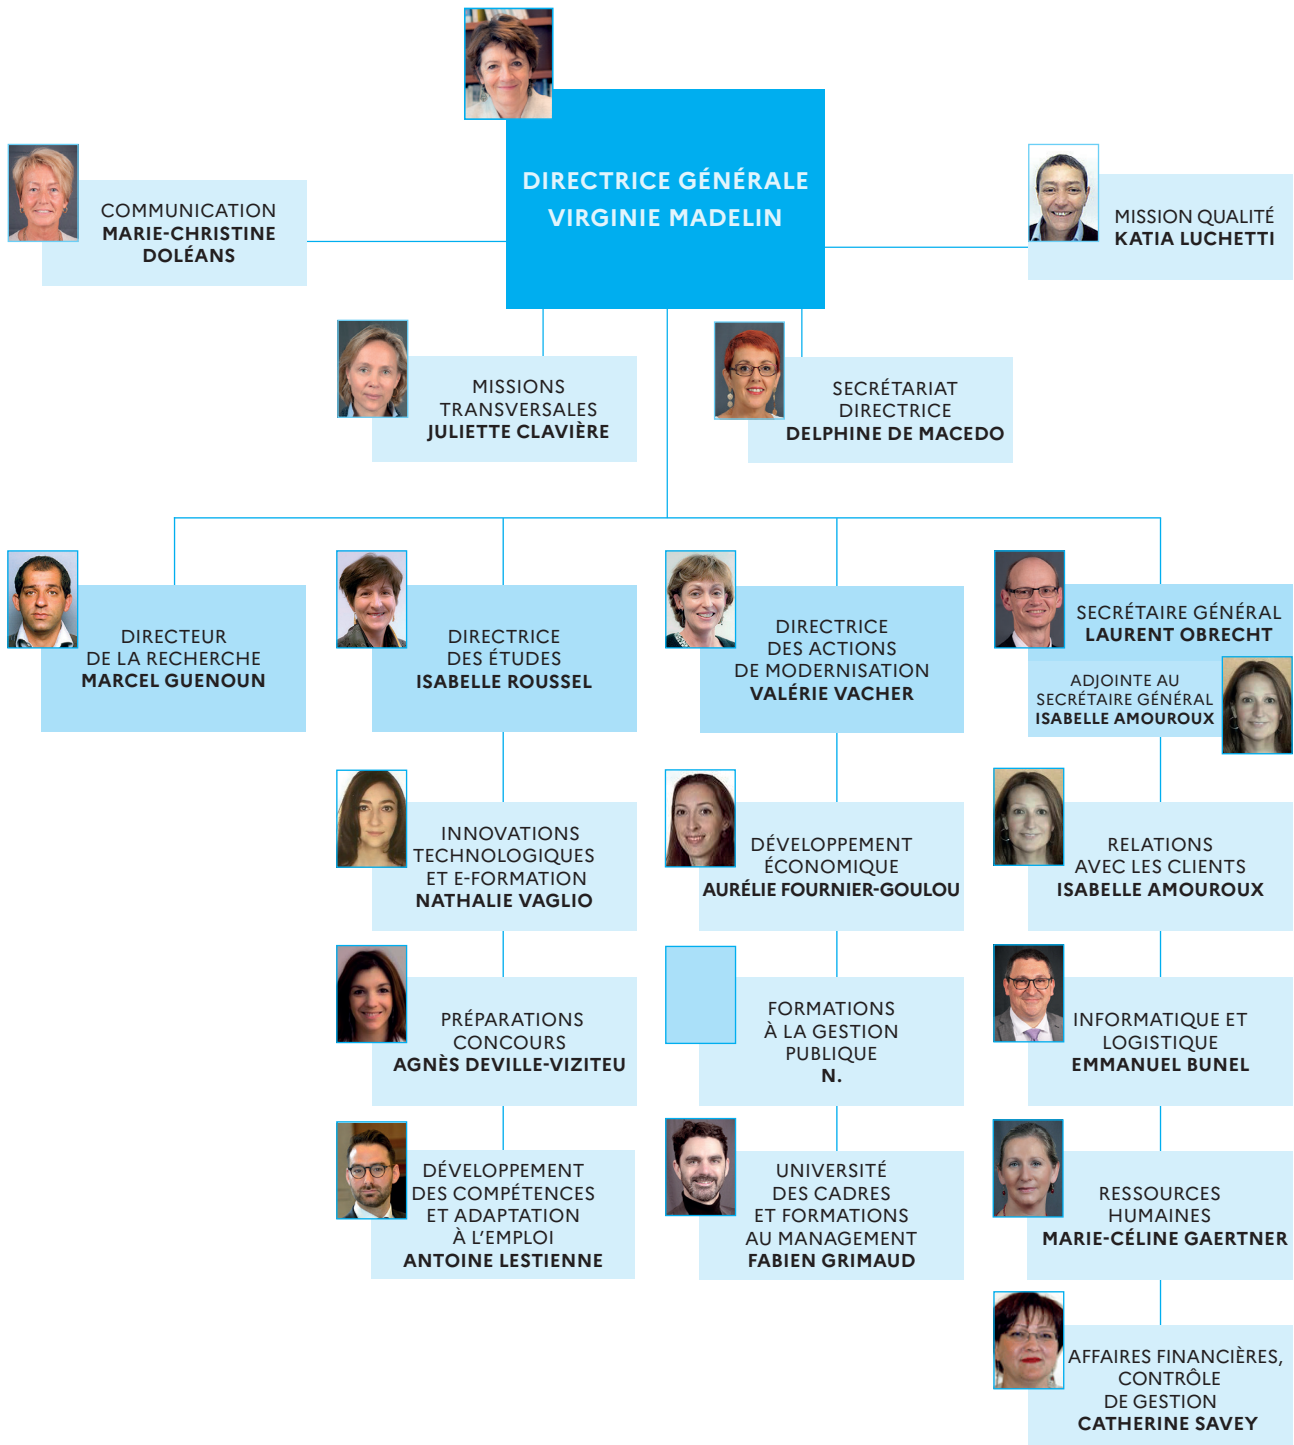 DIRECTRICE GÉNÉRALE
VIRGINIE MADELIN
COMMUNICATION
MARIE-CHRISTINE
DOLÉANS
MISSION QUALITÉ
KATIA LUCHETTI
MISSIONS
TRANSVERSALES
JULIETTE CLAVIÈRE
SECRÉTARIAT
DIRECTRICE
DELPHINE DE MACEDO
DIRECTEUR
DE LA RECHERCHE
MARCEL GUENOUN
DIRECTRICE
DES ÉTUDES
ISABELLE ROUSSEL
DIRECTRICE
DES ACTIONS
DE MODERNISATION
VALÉRIE VACHER
SECRÉTAIRE GÉNÉRAL
LAURENT OBRECHT
ADJOINTE AU
SECRÉTAIRE GÉNÉRAL
ISABELLE AMOUROUX
INNOVATIONS
TECHNOLOGIQUES
ET E-FORMATION
NATHALIE VAGLIO
DÉVELOPPEMENT
ÉCONOMIQUE
AURÉLIE FOURNIER-GOULOU
RELATIONS
AVEC LES CLIENTS
ISABELLE AMOUROUX
PRÉPARATIONS
CONCOURS
AGNÈS DEVILLE-VIZITEU
FORMATIONS
À LA GESTION
PUBLIQUE
N.
INFORMATIQUE ET
LOGISTIQUE
EMMANUEL BUNEL
DÉVELOPPEMENT
DES COMPÉTENCES
ET ADAPTATION
À L'EMPLOI
ANTOINE LESTIENNE
UNIVERSITÉ
DES CADRES
ET FORMATIONS
AU MANAGEMENT
FABIEN GRIMAUD
RESSOURCES
HUMAINES
MARIE-CÉLINE GAERTNER
AFFAIRES FINANCIÈRES,
CONTRÔLE
DE GESTION
CATHERINE SAVEY